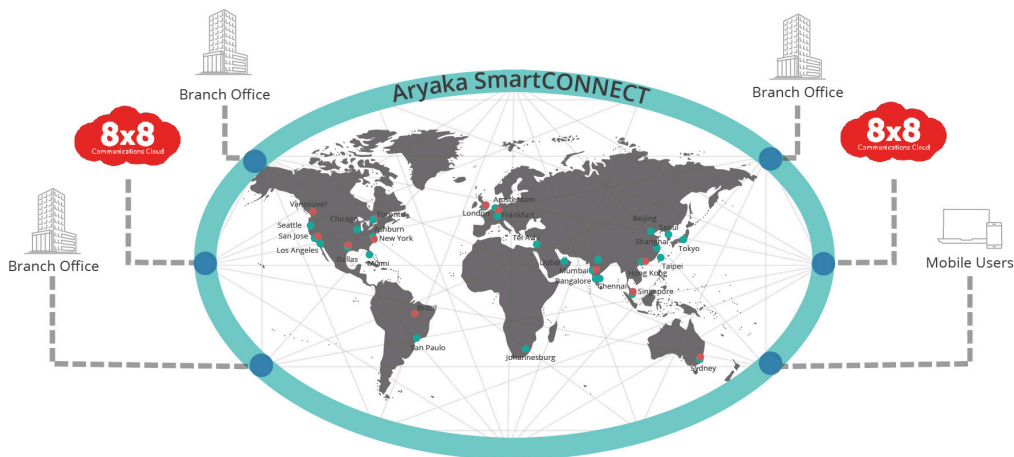 Aryaka SmartCONNECT
Branch Office
Branch Office
8x8
Communications Cloud
8x8
Communications Cloud
Branch Office
Mobile Users
Vancouver
Seattle
San Jose
Los Angeles
Chicago
Toronto
Ashburn
New York
Dallas
Miami
Brasil
San Paulo
London
Amsterdam
Frankfurt
Tel Aviv
Dubai
Mumbai
Bangalore
Chennai
Johannesburg
Beijing
Seoul
Shanghai
Tokyo
Taipei
Hong Kong
Singapore
Sydney